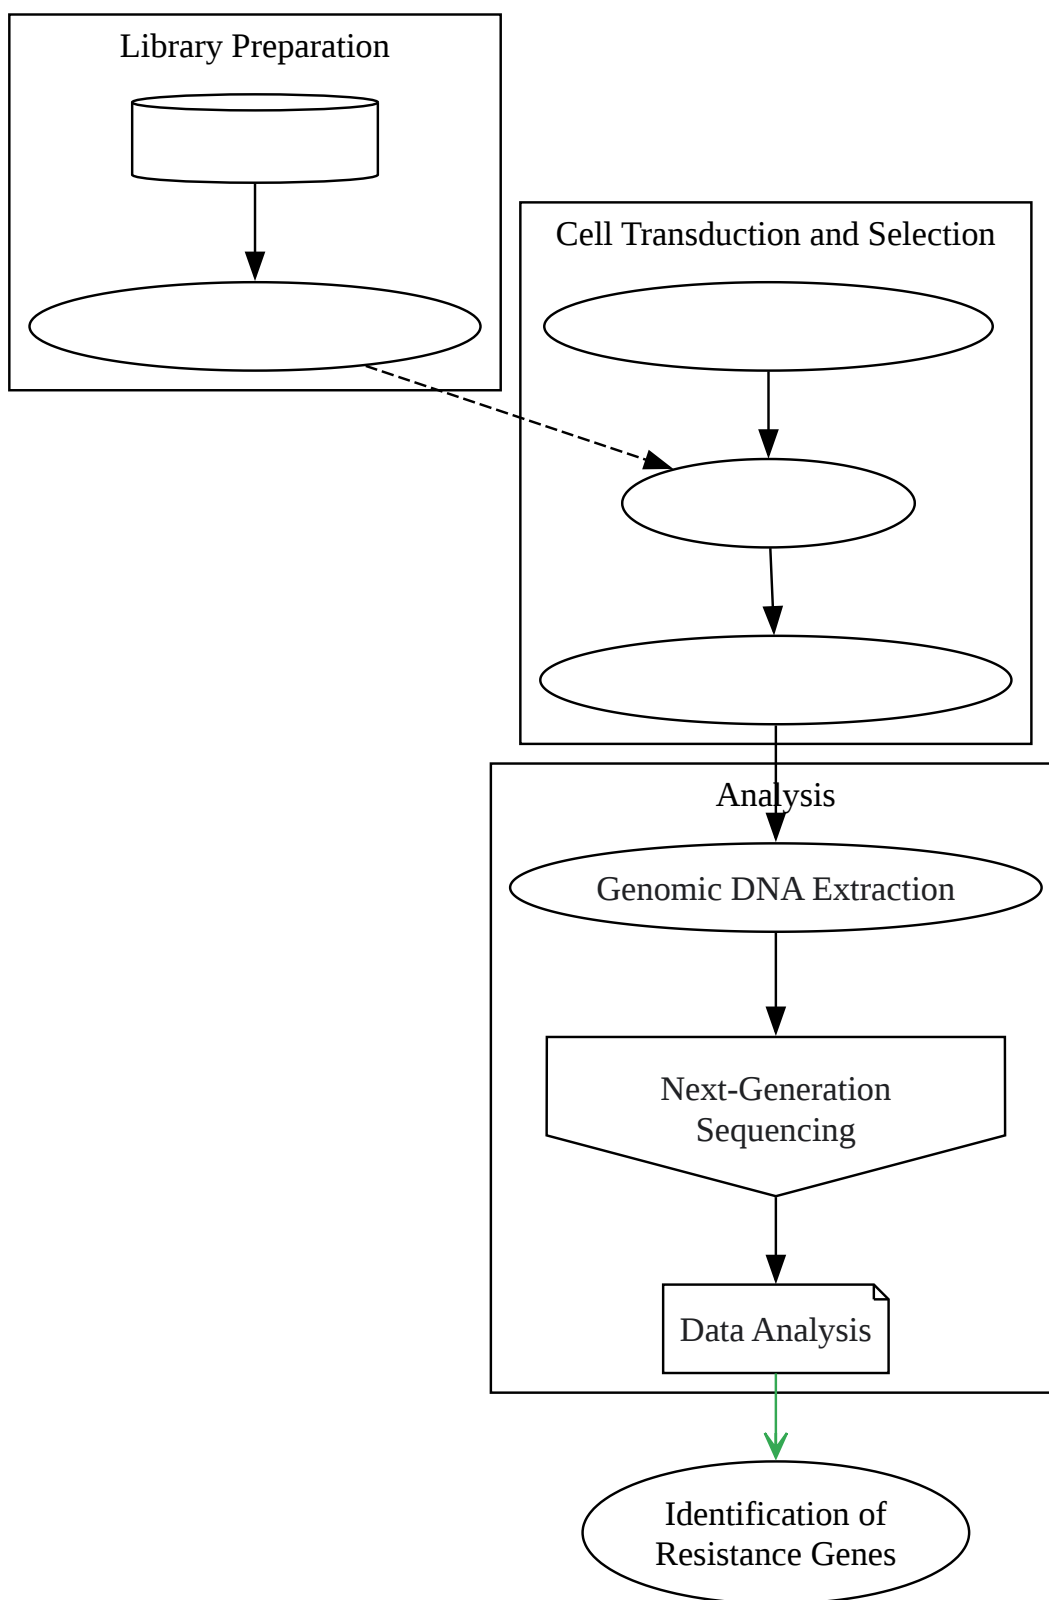 Library Preparation
Cell Transduction and Selection
Analysis
Genomic DNA Extraction
Next-Generation
Sequencing
Data Analysis
Identification of
Resistance Genes